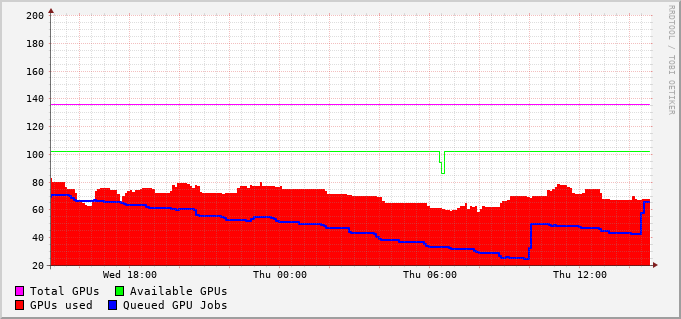 200
180
160
140
120
100
80
60
40
20
Wed 18:00 Thu 00:00 Thu 06:00 Thu 12:00
Total GPUs Available GPUs
GPUs used Queued GPU Jobs
RRDTOOL / TOBI OETIKER